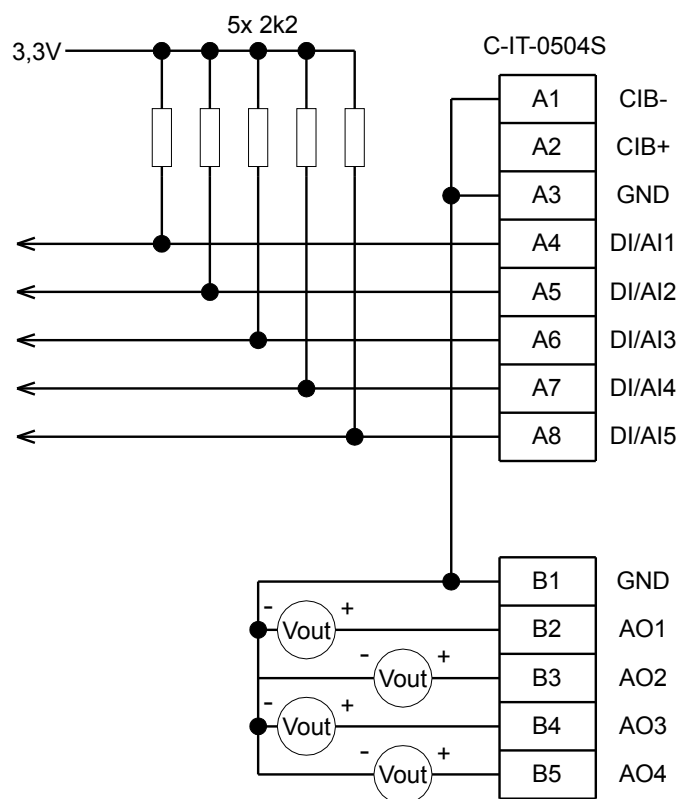 5x 2k2
3,3V
C-IT-0504S
A1 CIB-
A2 CIB+
A3 GND
A4 DI/AI1
A5 DI/AI2
A6 DI/AI3
A7 DI/AI4
A8 DI/AI5
B1 GND
- Vout + B2 AO1
- Vout + B3 AO2
- Vout + B4 AO3
- Vout + B5 AO4